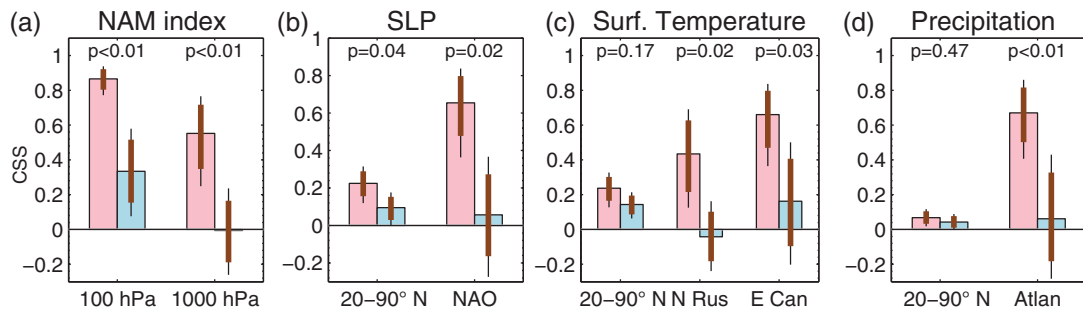 (a) NAM index
p<0.01 p<0.01
CSS
1
0.8
0.6
0.4
0.2
0
−0.2
100 hPa 1000 hPa
(b) SLP
p=0.04 p=0.02
1
0.8
0.6
0.4
0.2
0
−0.2
20–90° N NAO
(c) Surf. Temperature
p=0.17 p=0.02 p=0.03
1
0.8
0.6
0.4
0.2
0
−0.2
20–90° N N Rus E Can
(d) Precipitation
p=0.47 p<0.01
1
0.8
0.6
0.4
0.2
0
−0.2
20–90° N Atlan